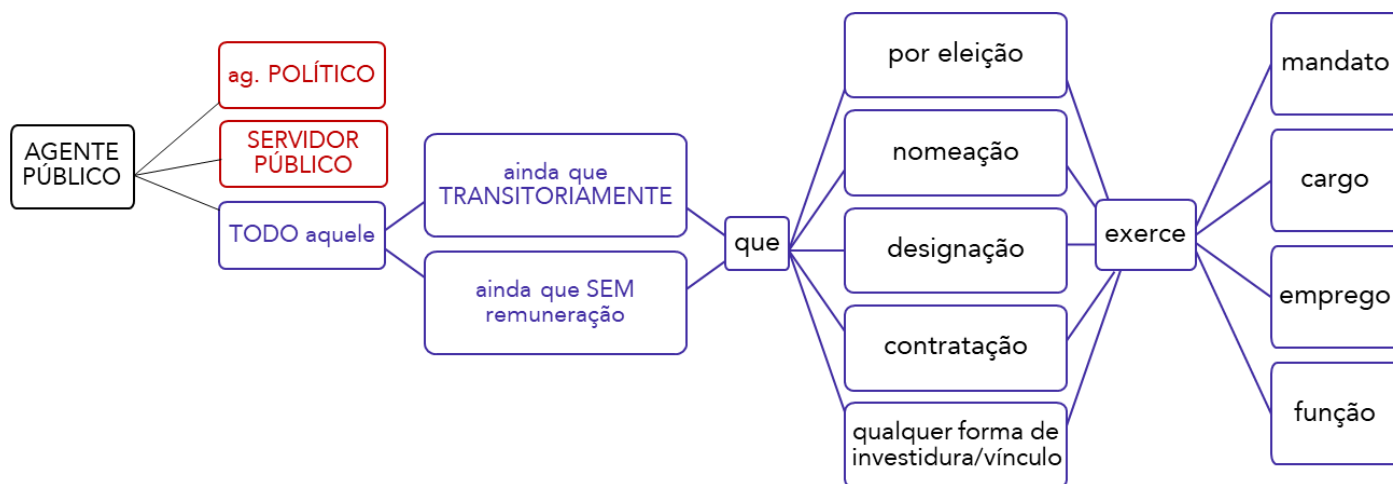 AGENTE
PÚBLICO
ag. POLÍTICO
SERVIDOR
PÚBLICO
TODO aquele
ainda que
TRANSITORIAMENTE
ainda que SEM
remuneração
que
por eleição
nomeação
designação
contratação
qualquer forma de
investidura/vínculo
exerce
mandato
cargo
emprego
função